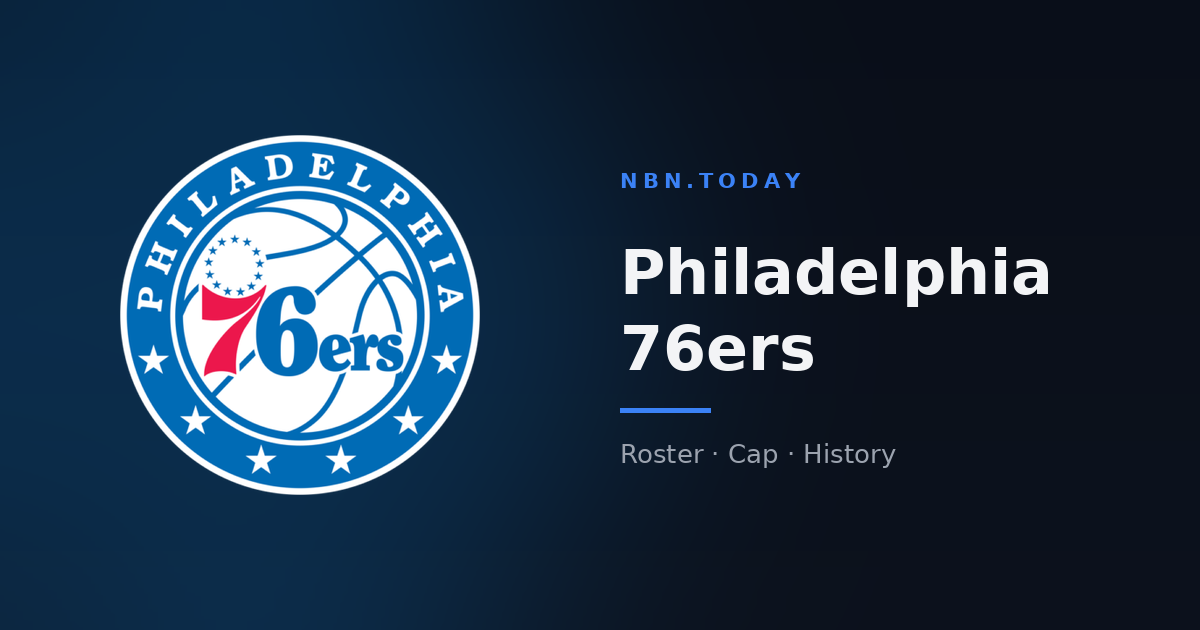 PHILADELPHIA
76ers
NBN.TODAY
Philadelphia
76ers
Roster · Cap · History